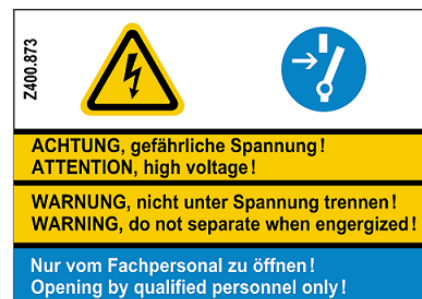 Z400.873
ACHTUNG, gefährliche Spannung!
ATTENTION, high voltage!
WARNUNG, nicht unter Spannung trennen!
WARNING, do not separate when engergized!
Nur vom Fachpersonal zu öffnen!
Opening by qualified personnel only!